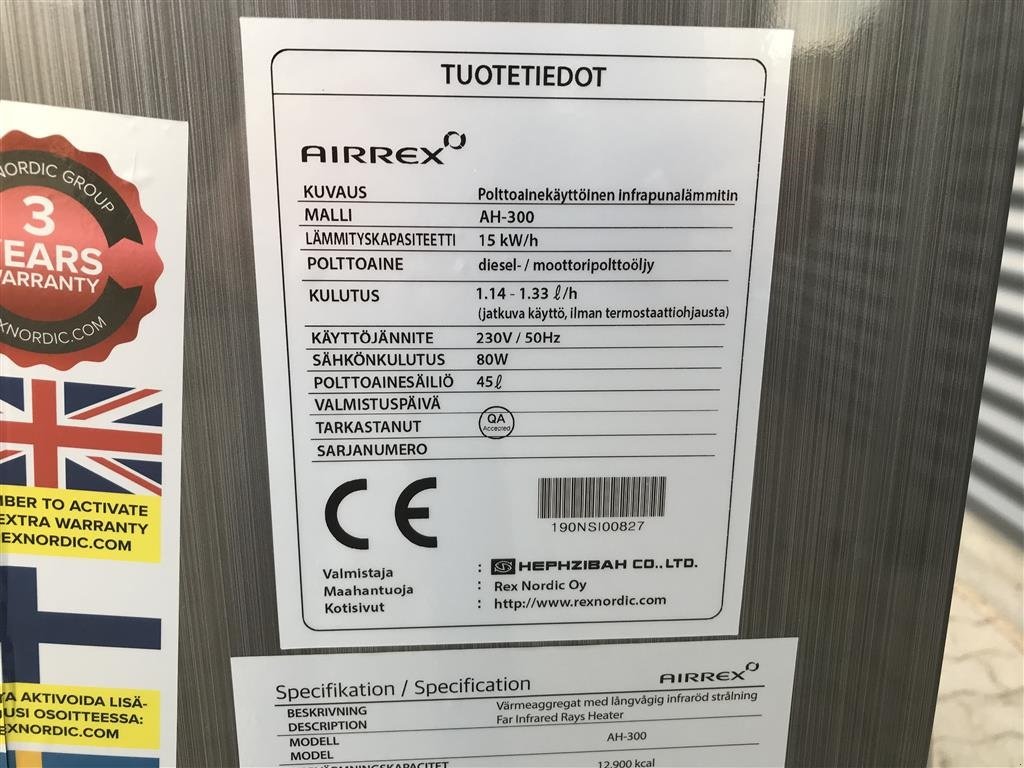 TUOTETIEDOT
AIRREX
KUVAUS Polttoainekäyttöinen infrapunalämmitin
MALLI AH-300
LÄMMITYSKAPASITEETTI 15 kW/h
POLTTOAINE diesel- / moottoripolttoöljy
KULUTUS 1.14 - 1.33 ℓ/h
(jatkuva käyttö, ilman termostaattiohjausta)
KÄYTTÖJÄNNITE 230V / 50Hz
SÄHKÖNKULUTUS 80W
POLTTOAINESÄILIÖ 45ℓ
VALMISTUSPÄIVÄ
TARKASTANUT QA Accepted
SARJANUMERO
CE
190NSI00827
Valmistaja : HEPHZIBAH CO., LTD.
Maahantuoja : Rex Nordic Oy
Kotisivut : http://www.rexnordic.com
Specifikation / Specification AIRREX
BESKRIVNING Värmeaggregat med långvågig infraröd strålning
DESCRIPTION Far Infrared Rays Heater
MODELL AH-300
MODEL
12,900 kcal
NORDIC GROUP
3
YEARS
WARRANTY
XNORDIC.COM
MBER TO ACTIVATE
EXTRA WARRANTY
EXNORDIC.COM
TA AKTIVOIDA LISÄ-
USI OSOITTEESSA:
EXNORDIC.COM